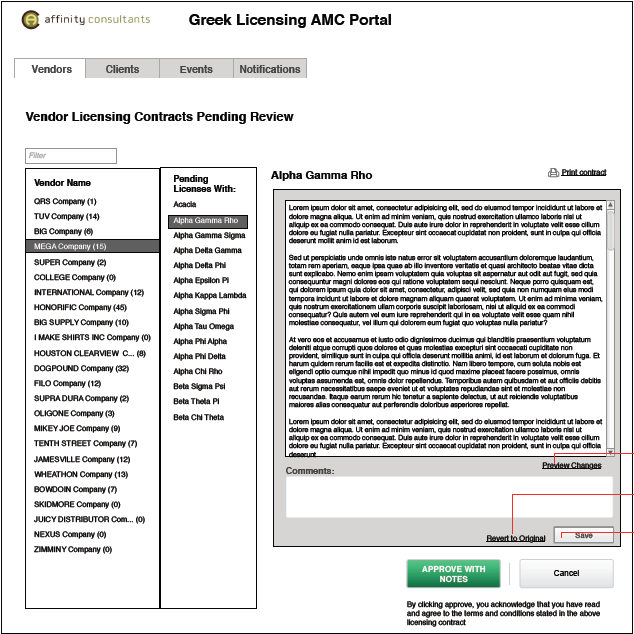 affinity consultants
Greek Licensing AMC Portal
Vendors
Clients
Events
Notifications
Vendor Licensing Contracts Pending Review
Filter
Vendor Name
QRS Company (1)
TUV Company (14)
BIG Company (6)
MEGA Company (15)
SUPER Company (2)
COLLEGE Company (0)
INTERNATIONAL Company (12)
HONORIFIC Company (45)
BIG SUPPLY Company (10)
I MAKE SHIRTS INC Company (0)
HOUSTON CLEARVIEW C... (8)
DOGPOUND Company (32)
FILO Company (12)
SUPRA DURA Company (2)
OLIGONE Company (3)
MIKEY JOE Company (9)
TENTH STREET Company (7)
JAMESVILLE Company (12)
WHEATHON Company (13)
BOWDOIN Company (7)
SKIDMORE Company (0)
JUICY DISTRIBUTOR Com... (0)
NEXUS Company (0)
ZIMMINY Company (0)
Pending
Licenses With:
Acacia
Alpha Gamma Rho
Alpha Gamma Sigma
Alpha Delta Gamma
Alpha Delta Phi
Alpha Epsilon Pi
Alpha Kappa Lambda
Alpha Sigma Phi
Alpha Tau Omega
Alpha Phi Alpha
Alpha Phi Delta
Alpha Chi Rho
Beta Sigma Psi
Beta Theta Pi
Beta Chi Theta
Alpha Gamma Rho
Print contract
Lorem ipsum dolor sit amet, consectetur adipisicing elit, sed do eiusmod tempor incididunt ut labore et
dolore magna aliqua. Ut enim ad minim veniam, quis nostrud exercitation ullamco laboris nisi ut
aliquip ex ea commodo consequat. Duis aute irure dolor in reprehenderit in voluptate velit esse cillum
dolore eu fugiat nulla pariatur. Excepteur sint occaecat cupidatat non proident, sunt in culpa qui officia
deserunt mollit anim id est laborum.
Sed ut perspiciatis unde omnis iste natus error sit voluptatem accusantium doloremque laudantium,
totam rem aperiam, eaque ipsa quae ab illo inventore veritatis et quasi architecto beatae vitae dicta
sunt explicabo. Nemo enim ipsam voluptatem quia voluptas sit aspernatur aut odit aut fugit, sed quia
consequuntur magni dolores eos qui ratione voluptatem sequi nesciunt. Neque porro quisquam est,
qui dolorem ipsum quia dolor sit amet, consectetur, adipisci velit, sed quia non numquam eius modi
tempora incidunt ut labore et dolore magnam aliquam quaerat voluptatem. Ut enim ad minima veniam,
quis nostrum exercitationem ullam corporis suscipit laboriosam, nisi ut aliquid ex ea commodi
consequatur? Quis autem vel eum iure reprehenderit qui in ea voluptate velit esse quam nihil
molestiae consequatur, vel illum qui dolorem eum fugiat quo voluptas nulla pariatur?
At vero eos et accusamus et iusto odio dignissimos ducimus qui blanditiis praesentium voluptatum
deleniti atque corrupti quos dolores et quas molestias excepturi sint occaecati cupiditate non
provident, similique sunt in culpa qui officia deserunt mollitia animi, id est laborum et dolorum fuga. Et
harum quidem rerum facilis est et expedita distinctio. Nam libero tempore, cum soluta nobis est
eligendi optio cumque nihil impedit quo minus id quod maxime placeat facere possimus, omnis
voluptas assumenda est, omnis dolor repellendus. Temporibus autem quibusdam et aut officiis debitis
aut rerum necessitatibus saepe eveniet ut et voluptates repudiandae sint et molestiae non
recusandae. Itaque earum rerum hic tenetur a sapiente delectus, ut aut reiciendis voluptatibus
maiores alias consequatur aut perferendis doloribus asperiores repellat.
Lorem ipsum dolor sit amet, consectetur adipisicing elit, sed do eiusmod tempor incididunt ut labore et
dolore magna aliqua. Ut enim ad minim veniam, quis nostrud exercitation ullamco laboris nisi ut
aliquip ex ea commodo consequat. Duis aute irure dolor in reprehenderit in voluptate velit esse cillum
dolore eu fugiat nulla pariatur. Excepteur sint occaecat cupidatat non proident, sunt in culpa qui officia
deserunt
Preview Changes
Comments:
Revert to Original
Save
APPROVE WITH
NOTES
Cancel
By clicking approve, you acknowledge that you have read
and agree to the terms and conditions stated in the above
licensing contract